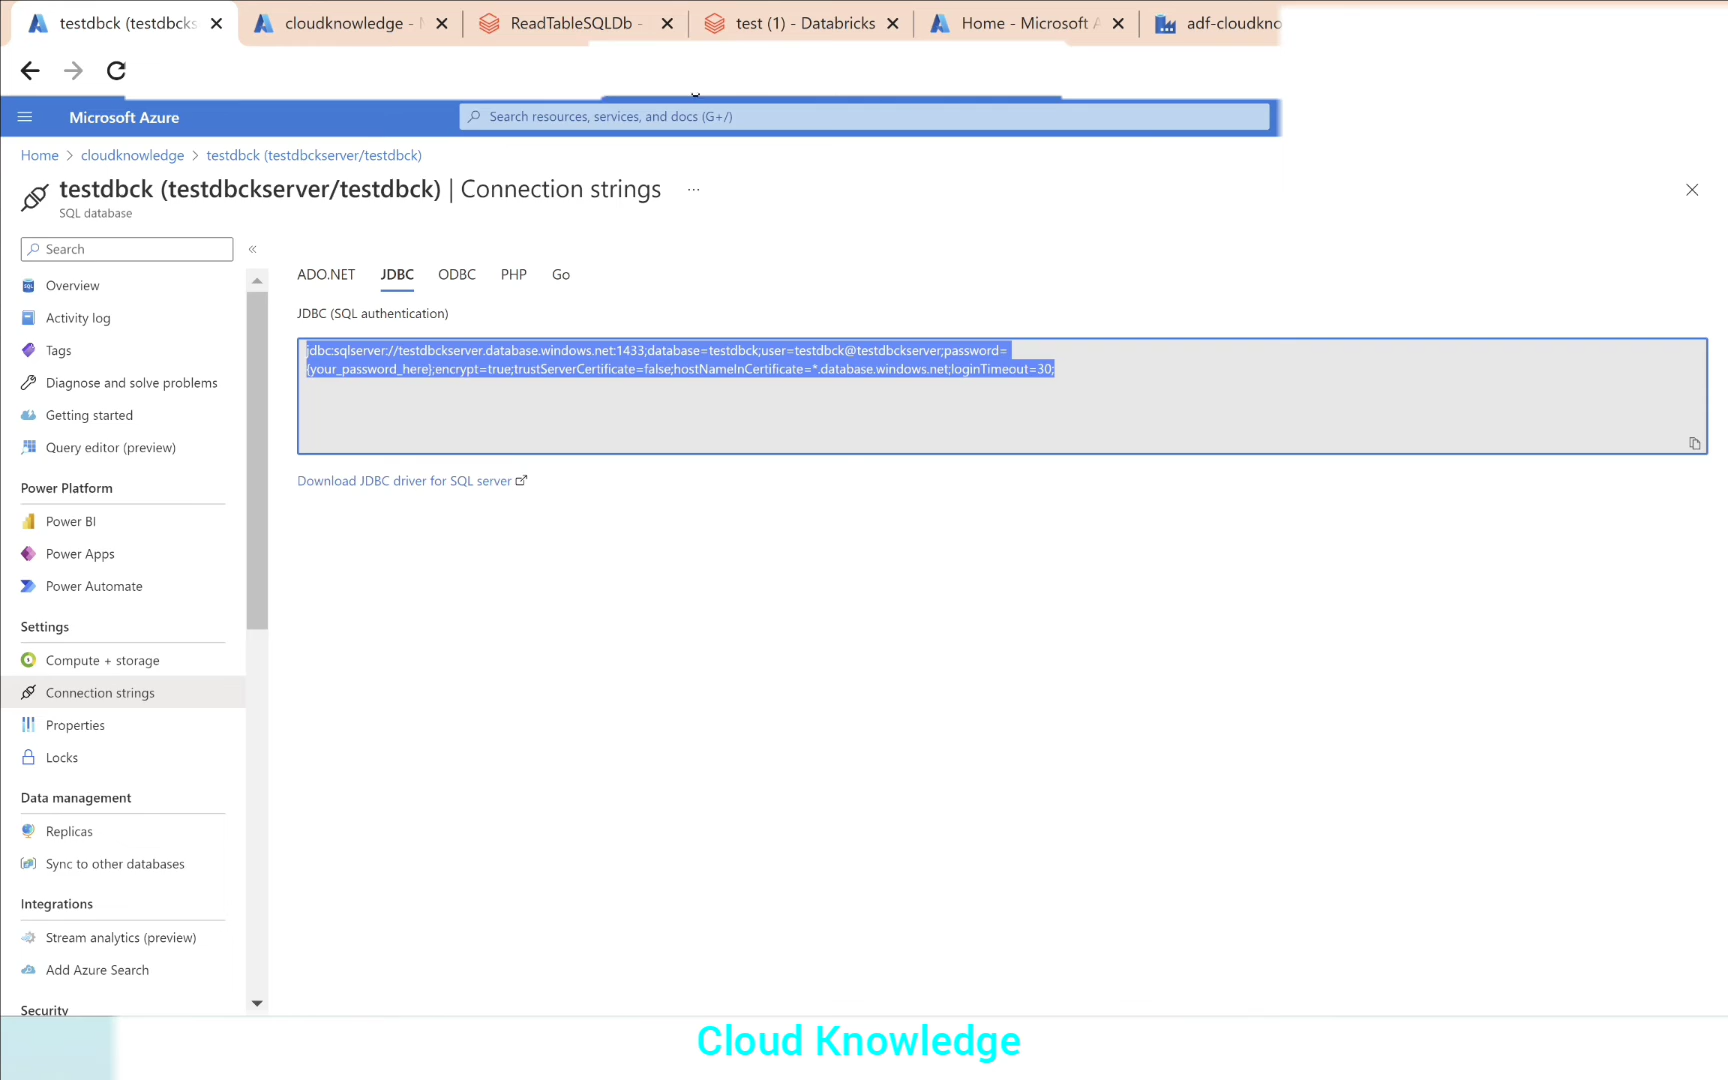 testdbck (testdbcks
cloudknowledge -
ReadTableSQLDb -
test (1) - Databricks
Home - Microsoft A
adf-cloudkno
Microsoft Azure
Search resources, services, and docs (G+/)
Home > cloudknowledge > testdbck (testdbckserver/testdbck)
testdbck (testdbckserver/testdbck) | Connection strings ...
SQL database
Search
«
Overview
Activity log
Tags
Diagnose and solve problems
Getting started
Query editor (preview)
Power Platform
Power BI
Power Apps
Power Automate
Settings
Compute + storage
Connection strings
Properties
Locks
Data management
Replicas
Sync to other databases
Integrations
Stream analytics (preview)
Add Azure Search
Security
ADO.NET JDBC ODBC PHP Go
JDBC (SQL authentication)
jdbc:sqlserver://testdbckserver.database.windows.net:1433;database=testdbck;user=testdbck@testdbckserver;password=
{your_password_here};encrypt=true;trustServerCertificate=false;hostNameInCertificate=*.database.windows.net;loginTimeout=30;
Download JDBC driver for SQL server
Cloud Knowledge